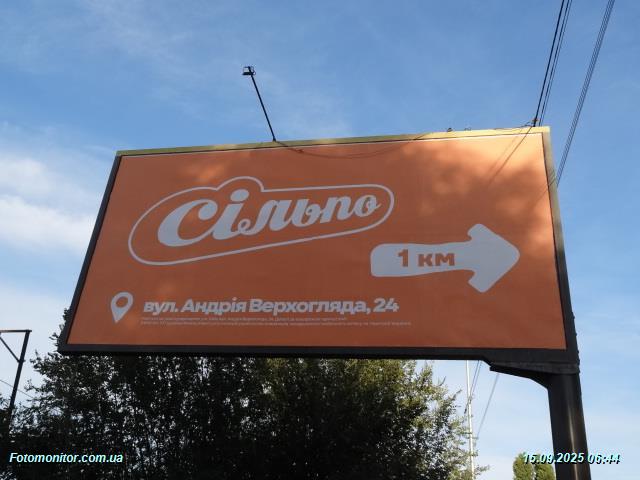 Сільпо
1 км
вул. Андрія Верхогляда, 24
Fotomonitor.com.ua
15.09.2025 06:44